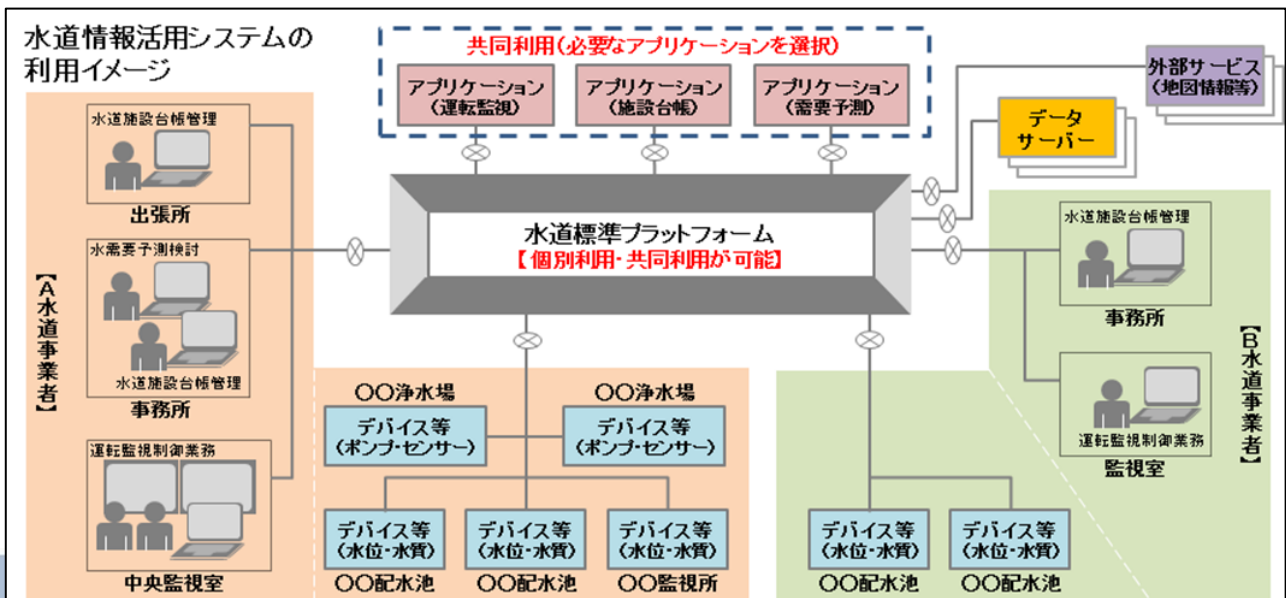 水道情報活用システムの
利用イメージ
共同利用(必要なアプリケーションを選択)
アプリケーション
(運転監視)
アプリケーション
(施設台帳)
アプリケーション
(需要予測)
外部サービス
(地図情報等)
データ
サーバー
水道標準プラットフォーム
【個別利用・共同利用が可能】
【A水道事業者】
水道施設台帳管理
出張所
水需要予測検討
水道施設台帳管理
事務所
運転監視制御業務
中央監視室
〇〇浄水場
デバイス等
(ポンプ・センサー)
〇〇浄水場
デバイス等
(ポンプ・センサー)
デバイス等
(水位・水質)
〇〇配水池
デバイス等
(水位・水質)
〇〇配水池
デバイス等
(水位・水質)
〇〇監視所
デバイス等
(水位・水質)
〇〇配水池
デバイス等
(水位・水質)
〇〇配水池
水道施設台帳管理
事務所
運転監視制御業務
監視室
【B水道事業者】